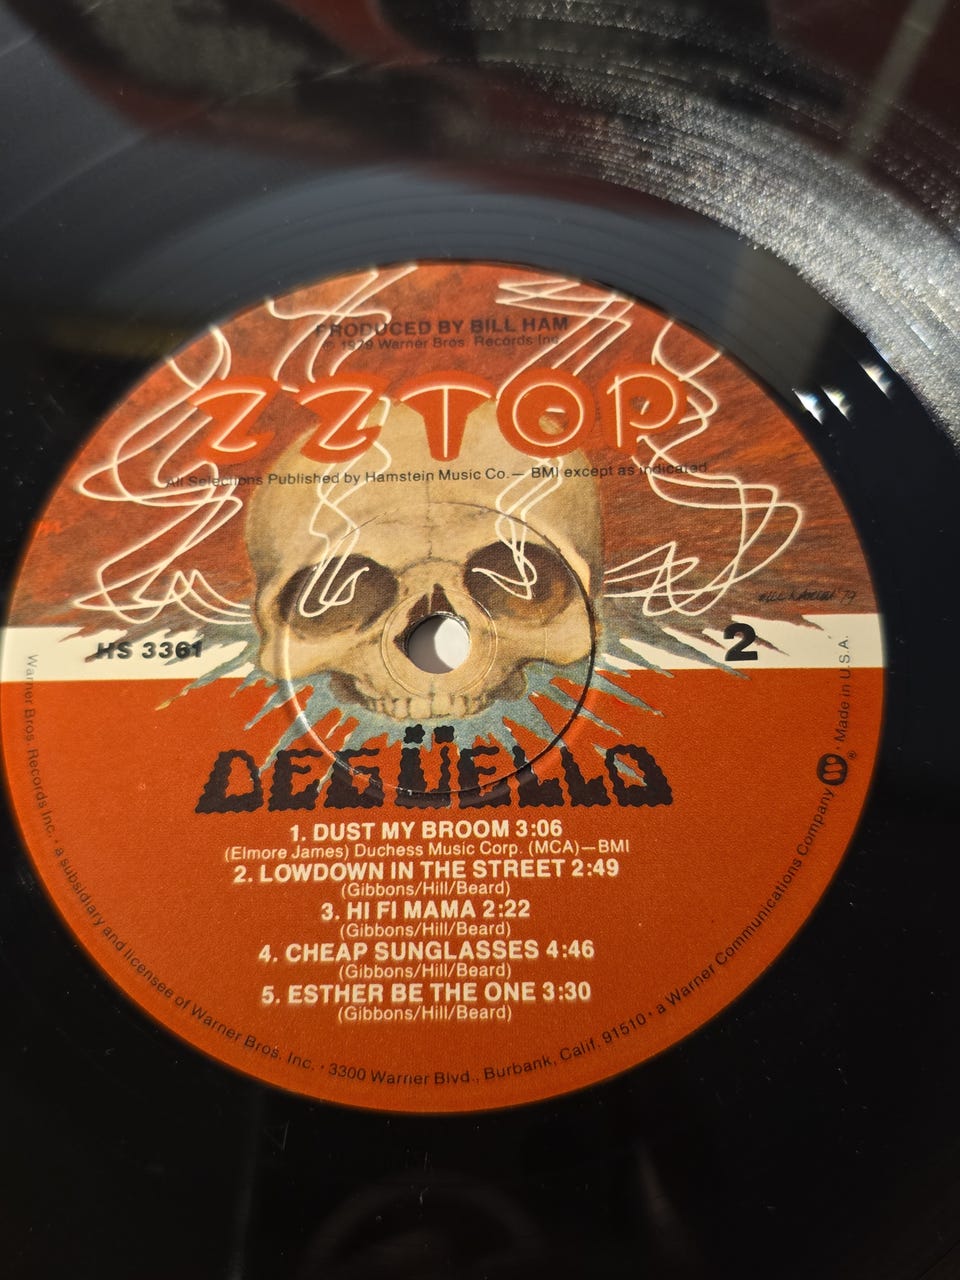 PRODUCED BY BILL HAM
℗ 1979 Warner Bros. Records Inc.
ZZ TOP
All Selections Published by Hamstein Music Co.— BMI except as indicated
79
HS 3361
2
DEGÜELLO
1. DUST MY BROOM 3:06
(Elmore James) Duchess Music Corp. (MCA)—BMI
2. LOWDOWN IN THE STREET 2:49
(Gibbons/Hill/Beard)
3. HI FI MAMA 2:22
(Gibbons/Hill/Beard)
4. CHEAP SUNGLASSES 4:46
(Gibbons/Hill/Beard)
5. ESTHER BE THE ONE 3:30
(Gibbons/Hill/Beard)
Warner Bros. Records Inc. • a subsidiary and licensee of Warner Bros. Inc. • 3300 Warner Blvd., Burbank, Calif. 91510 • a Warner Communications Company W ® • Made in U.S.A.